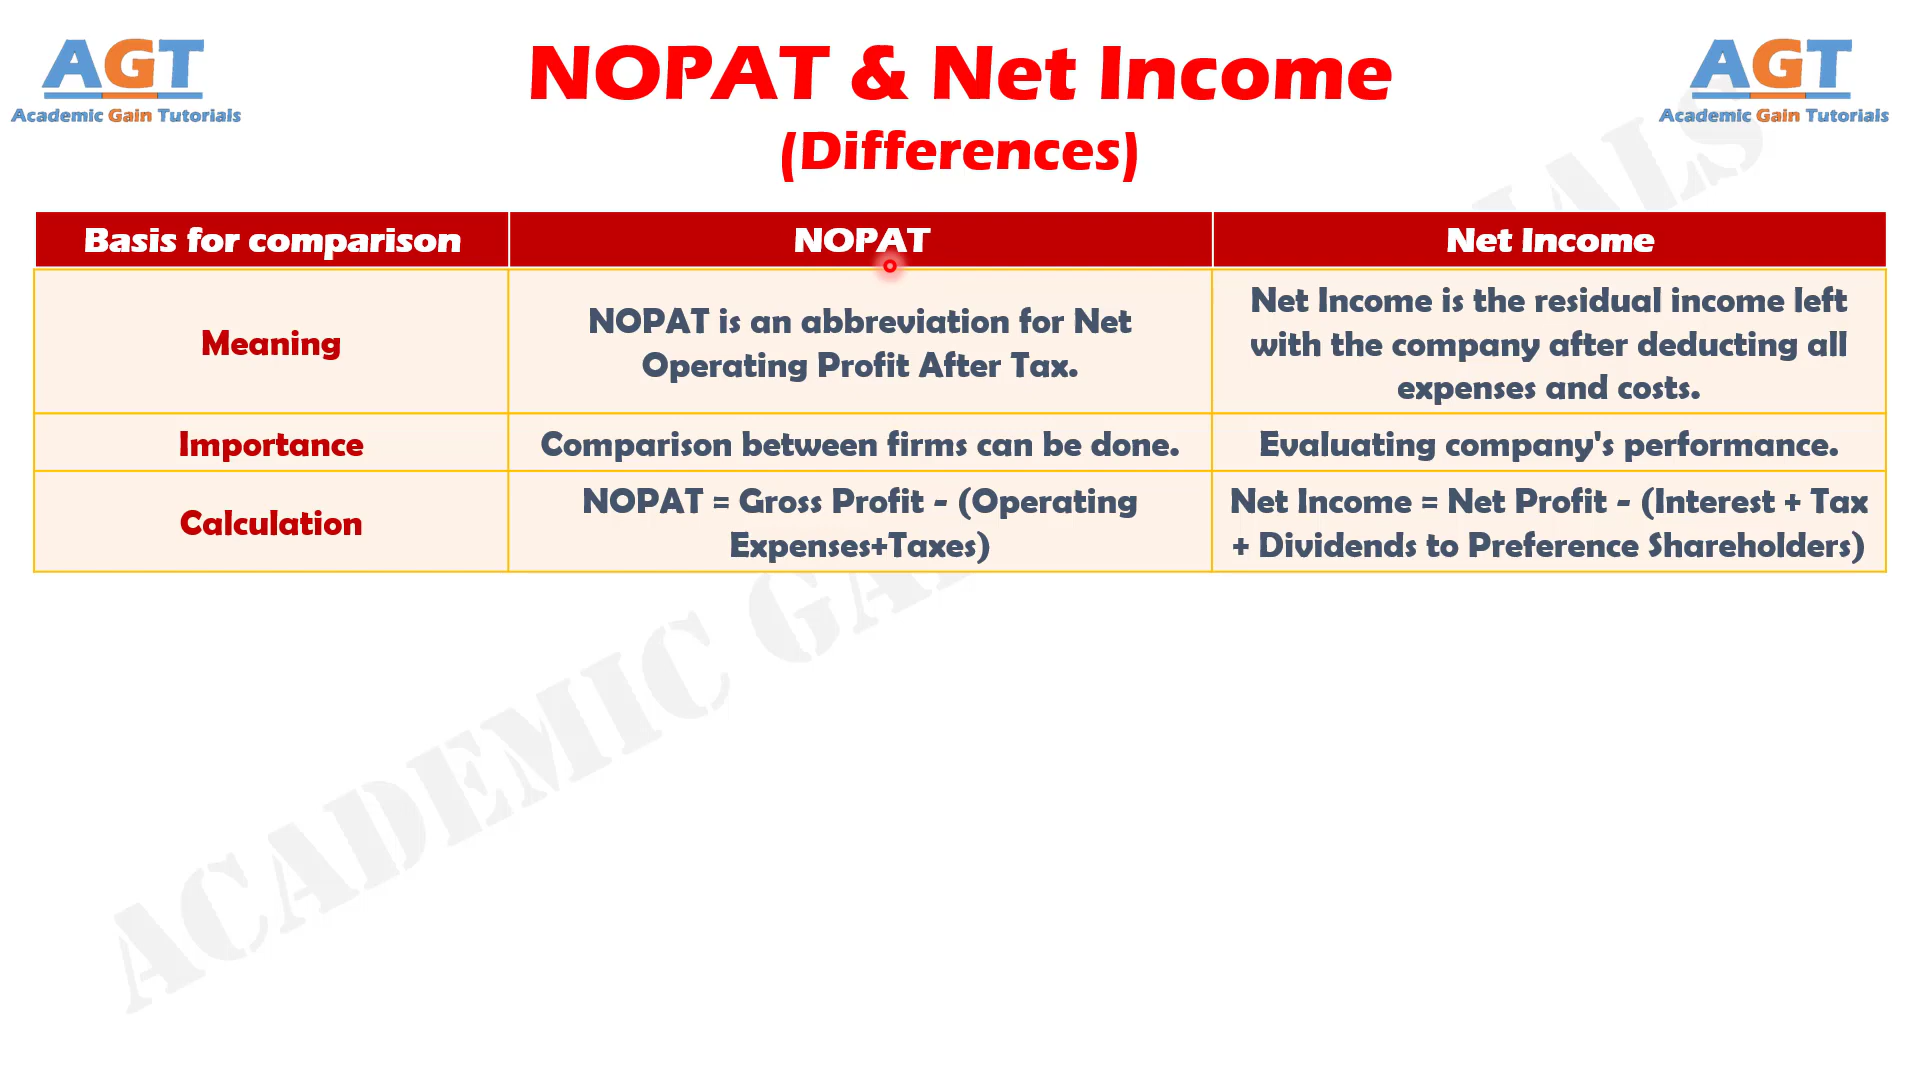 AGT
Academic Gain Tutorials
NOPAT & Net Income
(Differences)
AGT
Academic Gain Tutorials
Basis for comparison
NOPAT
Net Income
Meaning
NOPAT is an abbreviation for Net
Operating Profit After Tax.
Net Income is the residual income left
with the company after deducting all
expenses and costs.
Importance
Comparison between firms can be done.
Evaluating company's performance.
Calculation
NOPAT = Gross Profit - (Operating
Expenses+Taxes)
Net Income = Net Profit - (Interest + Tax
+ Dividends to Preference Shareholders)
ACADEMIC